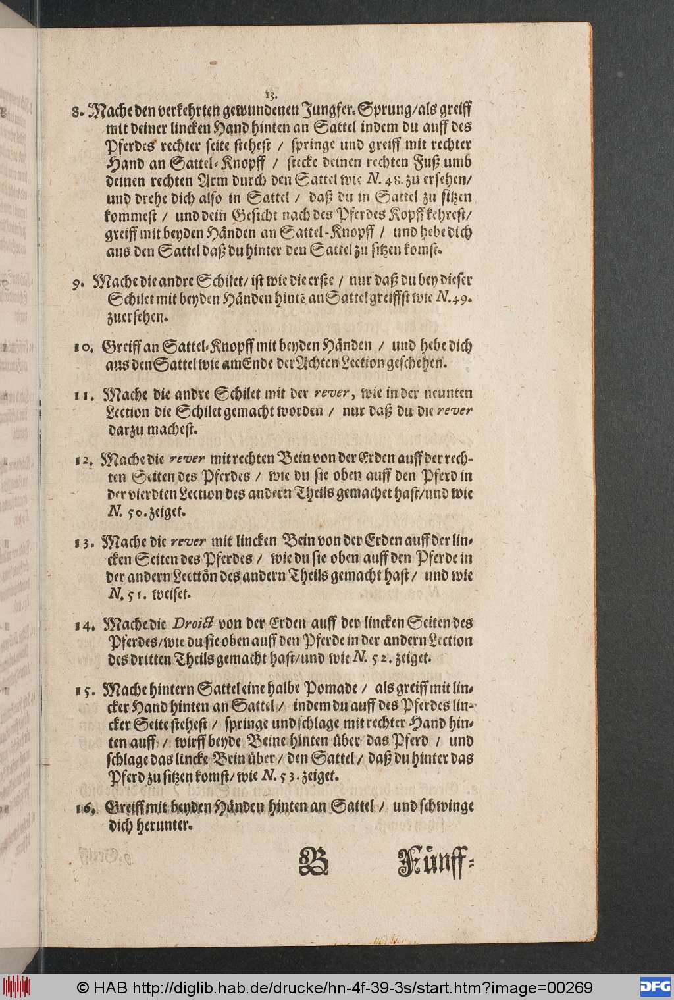 13.
8. Mache den verkehrten gewundenen Jungfer-Sprung/als greiff
mit deiner lincken Hand hinten an Sattel indem du auff des
Pferdes rechter seite stehest / springe und greiff mit rechter
Hand an Sattel-Knopff / stecke deinen rechten Fuß umb
deinen rechten Arm durch den Sattel wie N. 48. zu ersehen/
und drehe dich also in Sattel / daß du in Sattel zu sitzen
kommest / und dein Gesicht nach des Pferdes Kopff kehrest/
greiff mit beyden Händen an Sattel-Knopff / und hebe dich
aus den Sattel daß du hinter den Sattel zu sitzen komst.
9. Mache die andre Schilet/ ist wie die erste / nur daß du bey dieser
Schilet mit beyden Händen hintē an Sattel greiffst wie N. 49.
zuersehen.
10. Greiff an Sattel-Knopff mit beyden Händen / und hebe dich
aus den Sattel wie am Ende der Achten Lection geschehen.
11. Mache die andre Schilet mit der rever, wie in der neunten
Lection die Schilet gemacht worden / nur daß du die rever
darzu machest.
12. Mache die rever mit rechten Bein von der Erden auff der rech-
ten Seiten des Pferdes / wie du sie oben auff den Pferd in
der vierdten Lection des andern Theils gemachet hast/und wie
N. 50. zeiget.
13. Mache die rever mit lincken Bein von der Erden auff der lin-
cken Seiten des Pferdes / wie du sie oben auff den Pferde in
der andern Lecttõn des andern Theils gemacht hast / und wie
N. 51. weiset.
14. Mache die Droict von der Erden auff der lincken Seiten des
Pferdes/wie du sie oben auff den Pferde in der andern Lection
des dritten Theils gemacht hast/und wie N. 52. zeiget.
15. Mache hintern Sattel eine halbe Pomade / als greiff mit lin-
cker Hand hinten an Sattel / indem du auff des Pferdes lin-
cker Seite stehest / springe und schlage mit rechter Hand hin-
ten auff / wirff beyde Beine hinten über das Pferd / und
schlage das lincke Bein über / den Sattel / daß du hinter das
Pferd zu sitzen komst/wie N. 53. zeiget.
16. Greiff mit beyden Händen hinten an Sattel / und schwinge
dich herunter.
B Fünff-
© HAB http://diglib.hab.de/drucke/hn-4f-39-3s/start.htm?image=00269
DFG